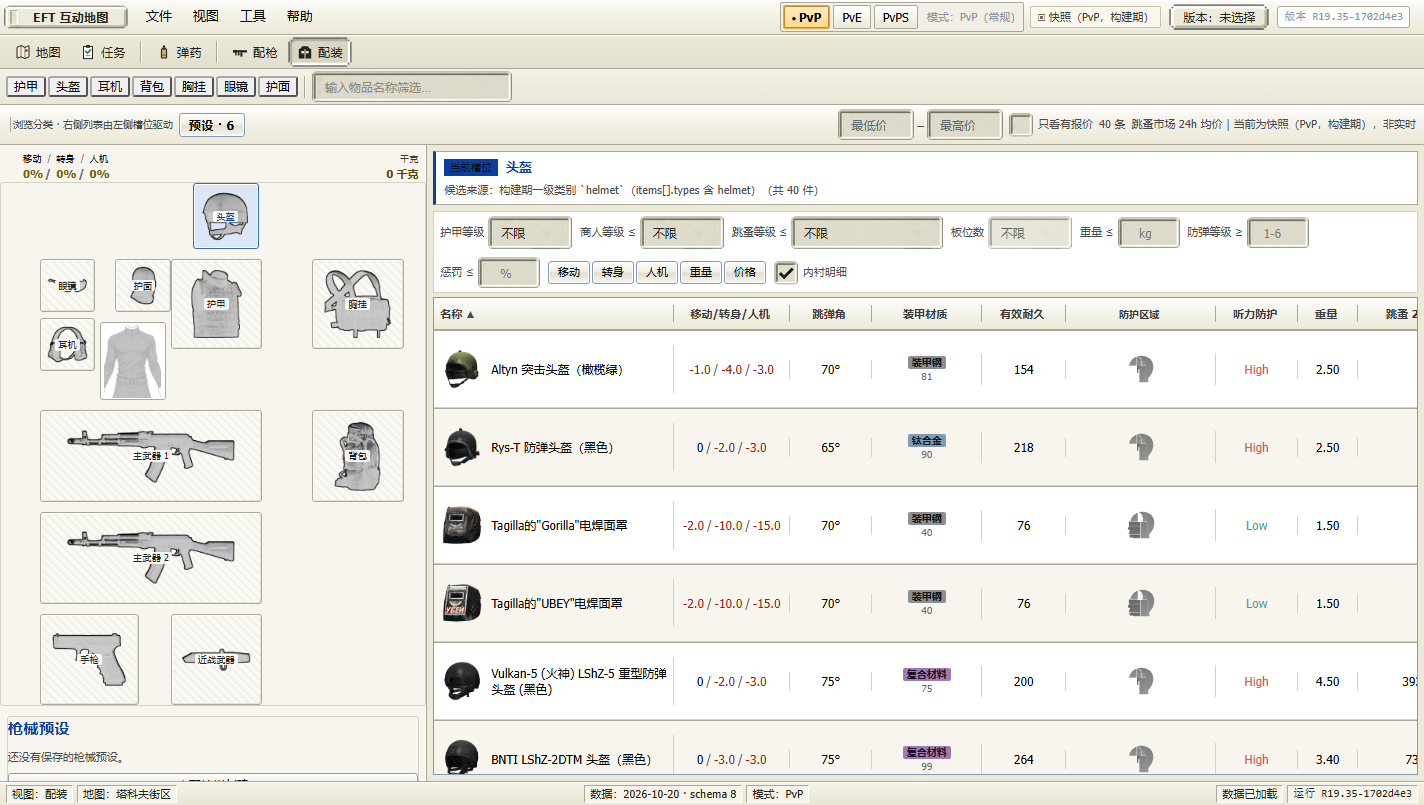 EFT 互动地图 文件 视图 工具 帮助 • PvP PvE PvPS 模式：PvP（常规） 快照（PvP，构建期） 版本：未选择 版本 R19.35-1702d4e3
地图 任务 弹药 配枪 配装
护甲 头盔 耳机 背包 胸挂 眼镜 护面 输入物品名称筛选...
浏览分类 · 右侧列表由左侧槽位驱动 预设 · 6 最低价 – 最高价 只看有报价 40 条 跳蚤市场 24h 均价 | 当前为快照（PvP，构建期），非实时
移动 / 转身 / 人机 千克
0% / 0% / 0% 0 千克
头盔
眼镜 护面 护甲 胸挂
耳机
主武器 1 背包
主武器 2
手枪 近战武器
枪械预设
还没有保存的枪械预设。
当前槽位 头盔
候选来源：构建期一级类别 `helmet`（items[].types 含 helmet）（共 40 件）
护甲等级 不限 商人等级 ≤ 不限 跳蚤等级 ≤ 不限 板位数 不限 重量 ≤ kg 防弹等级 ≥ 1-6
惩罚 ≤ % 移动 转身 人机 重量 价格 内衬明细
名称 ▲ 移动/转身/人机 跳弹角 装甲材质 有效耐久 防护区域 听力防护 重量 跳蚤 2
Altyn 突击头盔（橄榄绿） -1.0 / -4.0 / -3.0 70° 装甲钢 81 154 High 2.50
Rys-T 防弹头盔（黑色） 0 / -2.0 / -3.0 65° 钛合金 90 218 High 2.50
Tagilla的"Gorilla"电焊面罩 -2.0 / -10.0 / -15.0 70° 装甲钢 40 76 Low 1.50
Tagilla的"UBEY"电焊面罩 -2.0 / -10.0 / -15.0 70° 装甲钢 40 76 Low 1.50
Vulkan-5 (火神) LShZ-5 重型防弹
头盔 (黑色) 0 / -2.0 / -3.0 75° 复合材料 75 200 High 4.50 39
BNTI LShZ-2DTM 头盔（黑色） 0 / -3.0 / -3.0 75° 复合材料 99 264 High 3.40 73
视图：配装 地图：塔科夫街区 数据：2026-10-20 · schema 8 模式：PvP 数据已加载 运行 R19.35-1702d4e3